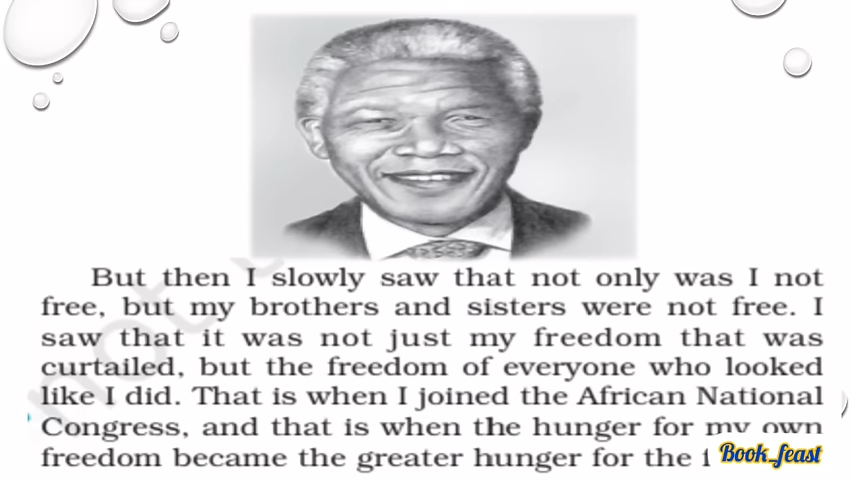 But then I slowly saw that not only was I not
free, but my brothers and sisters were not free. I
saw that it was not just my freedom that was
curtailed, but the freedom of everyone who looked
like I did. That is when I joined the African National
Congress, and that is when the hunger for my own
freedom became the greater hunger for the
Book_feast
not